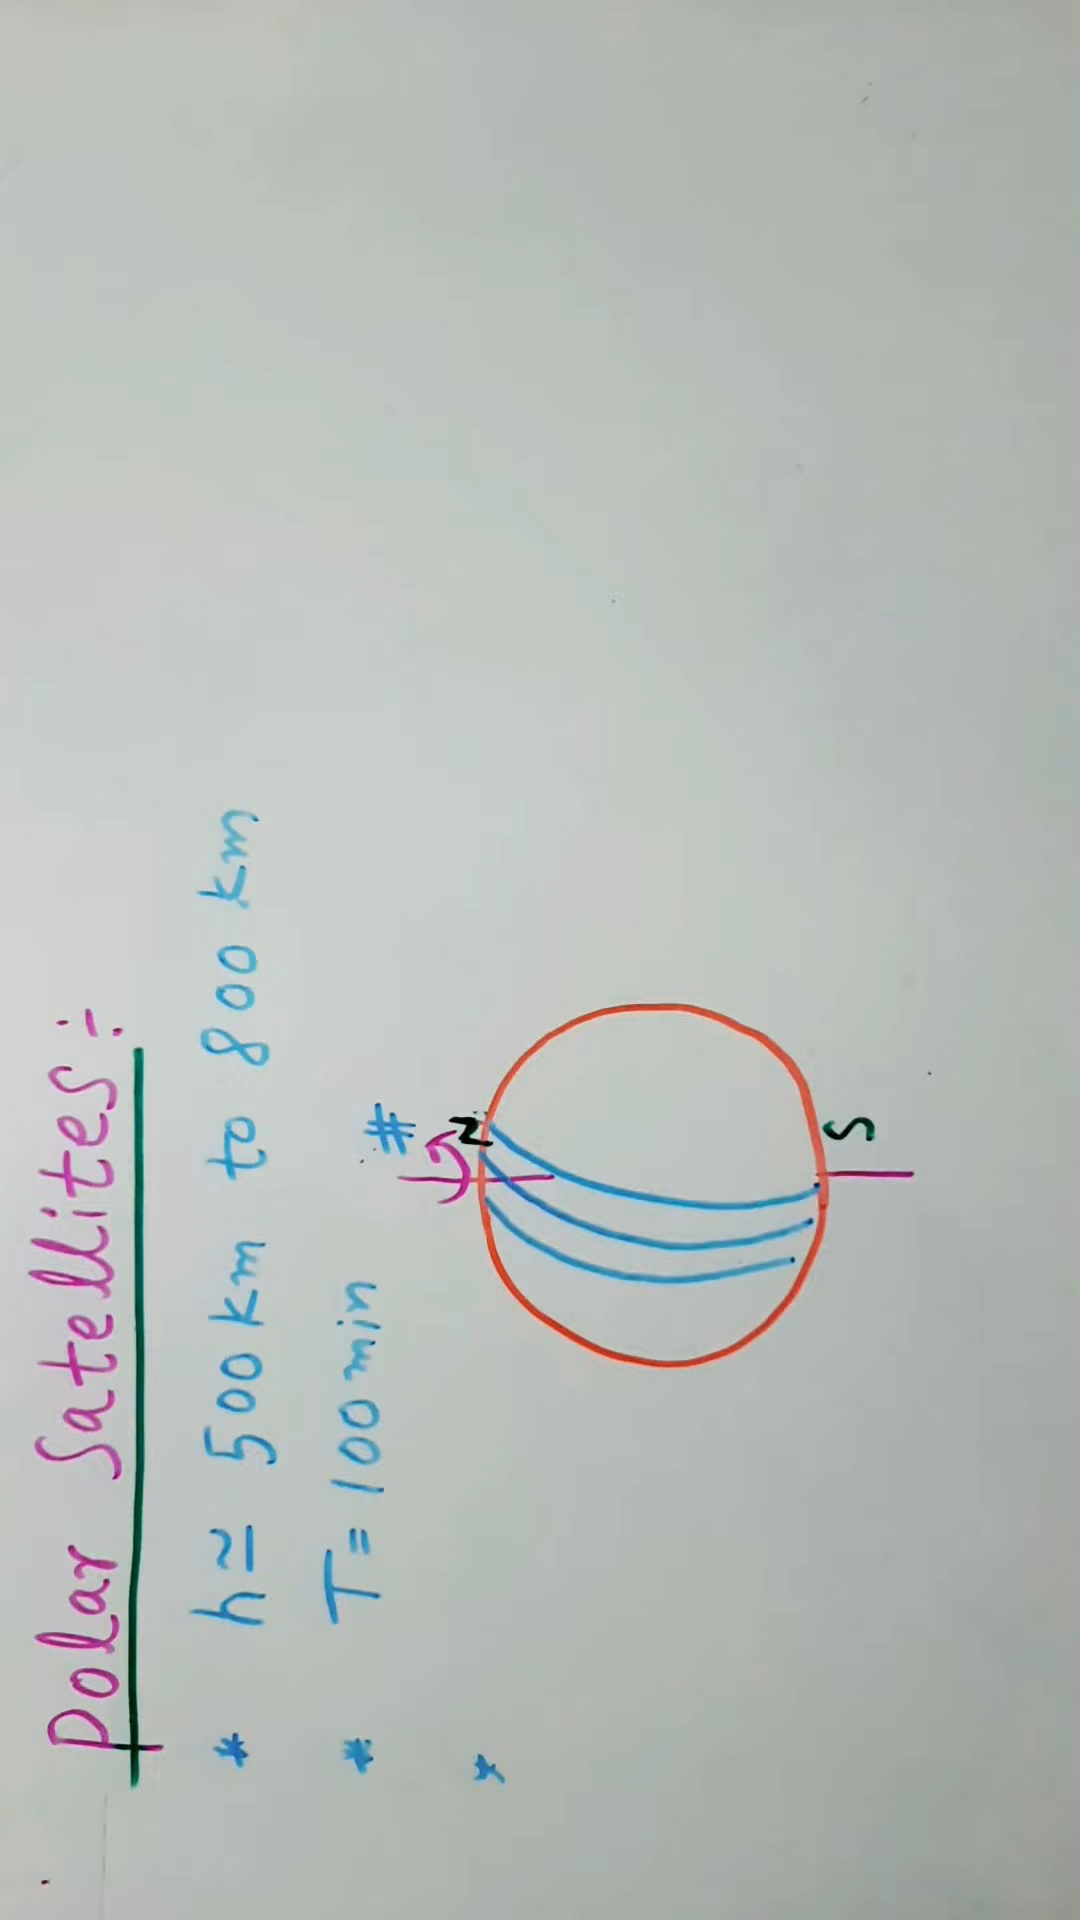 Polar Satellites :-
* h ≃ 500 km to 800 km
* T = 100 min
#
*
N
S